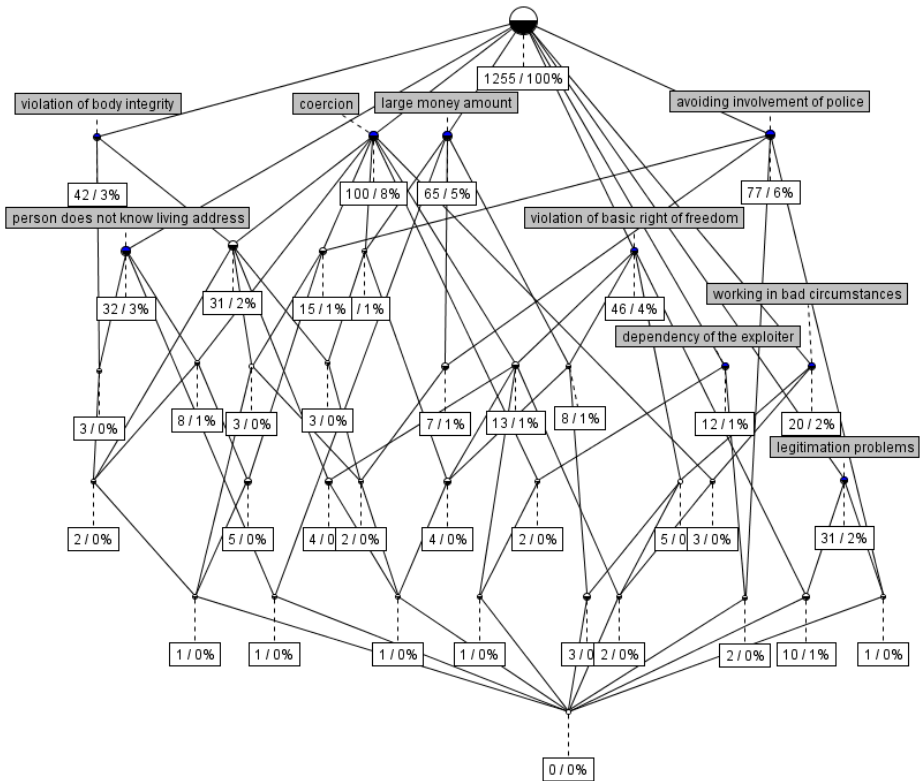 1255 / 100%
violation of body integrity
coercion
large money amount
avoiding involvement of police
42 / 3%
100 / 8%
65 / 5%
77 / 6%
person does not know living address
violation of basic right of freedom
32 / 3%
31 / 2%
15 / 1%
/ 1%
46 / 4%
working in bad circumstances
dependency of the exploiter
3 / 0%
8 / 1%
3 / 0%
3 / 0%
7 / 1%
13 / 1%
8 / 1%
12 / 1%
20 / 2%
legitimation problems
2 / 0%
5 / 0%
4 / 0
2 / 0%
4 / 0%
2 / 0%
5 / 0
3 / 0%
31 / 2%
1 / 0%
1 / 0%
1 / 0%
1 / 0%
3 / 0
2 / 0%
2 / 0%
10 / 1%
1 / 0%
0 / 0%